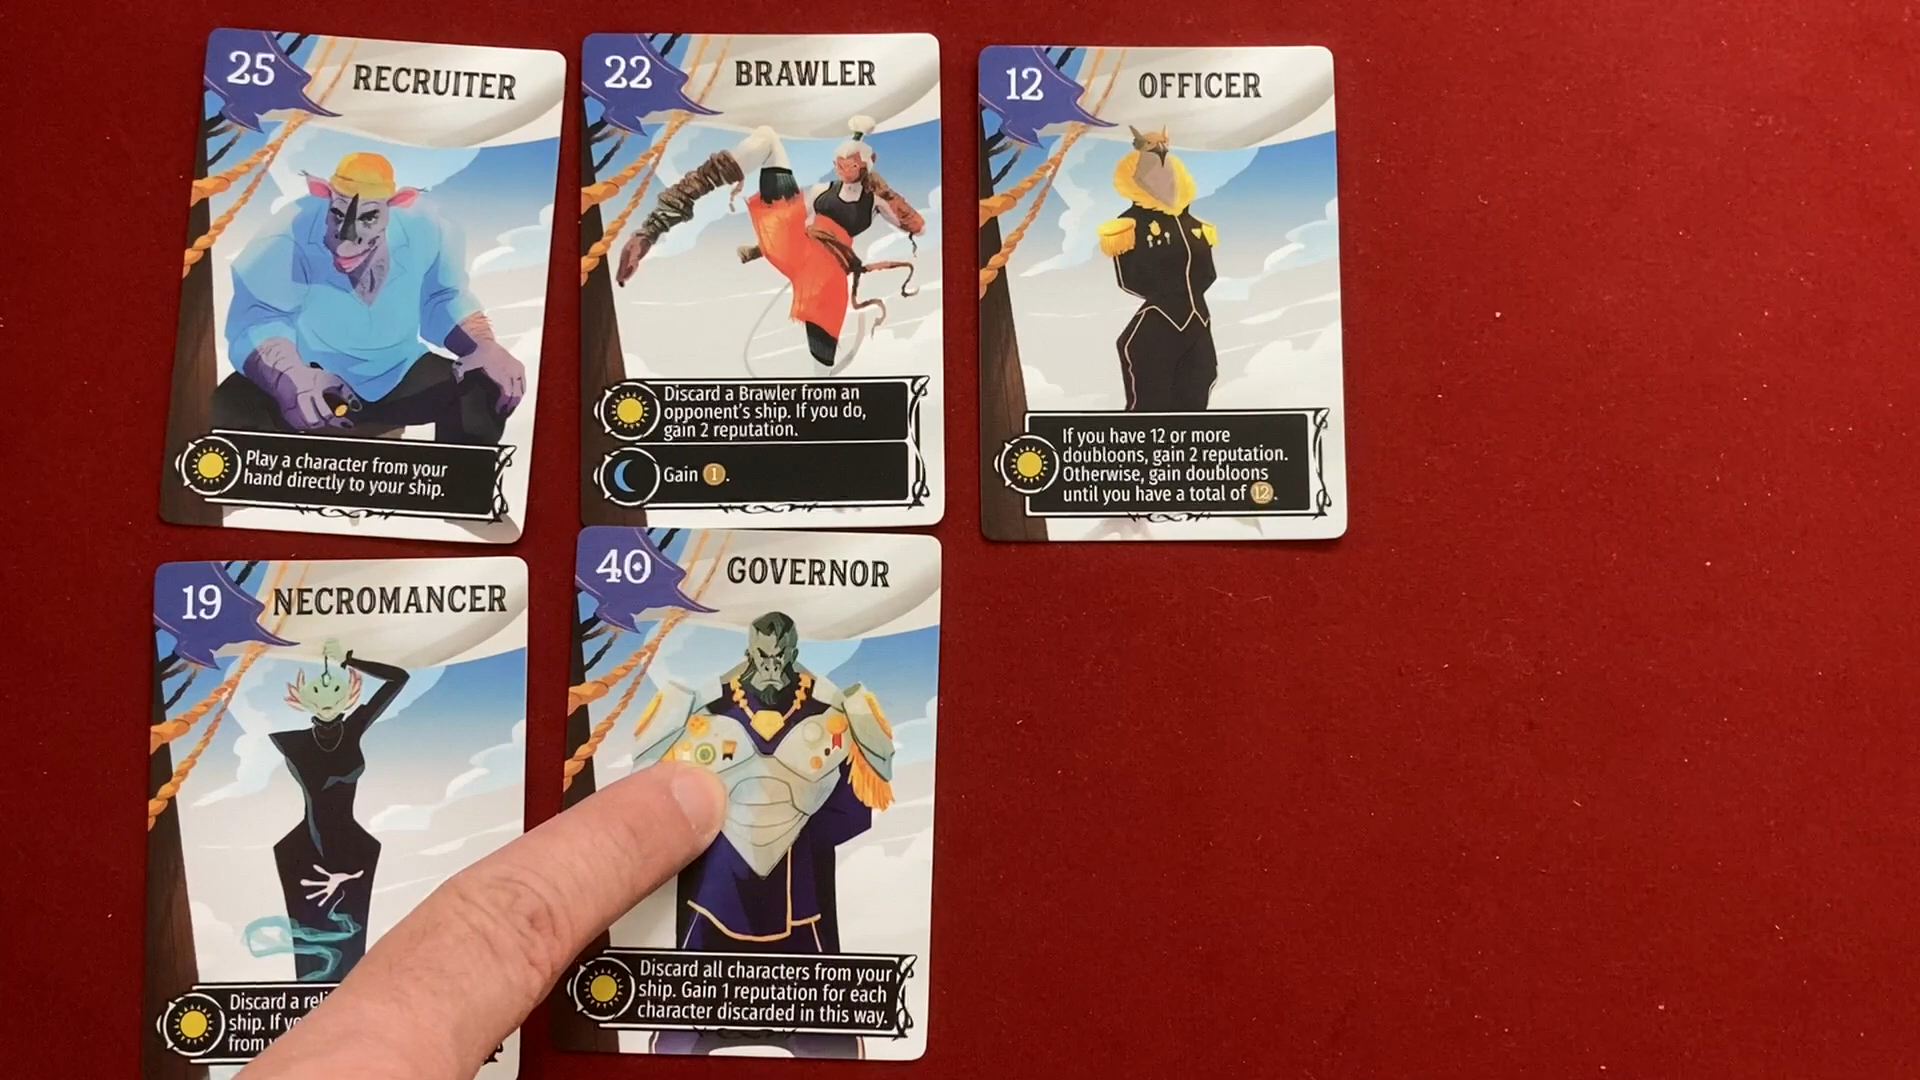 25
RECRUITER
Play a character from your
hand directly to your ship.
22
BRAWLER
Discard a Brawler from an
opponent's ship. If you do,
gain 2 reputation.
Gain 1.
12
OFFICER
If you have 12 or more
doubloons, gain 2 reputation.
Otherwise, gain doubloons
until you have a total of 12.
19
NECROMANCER
Discard a
ship. If
from
40
GOVERNOR
Discard all characters from your
ship. Gain 1 reputation for each
character discarded in this way.